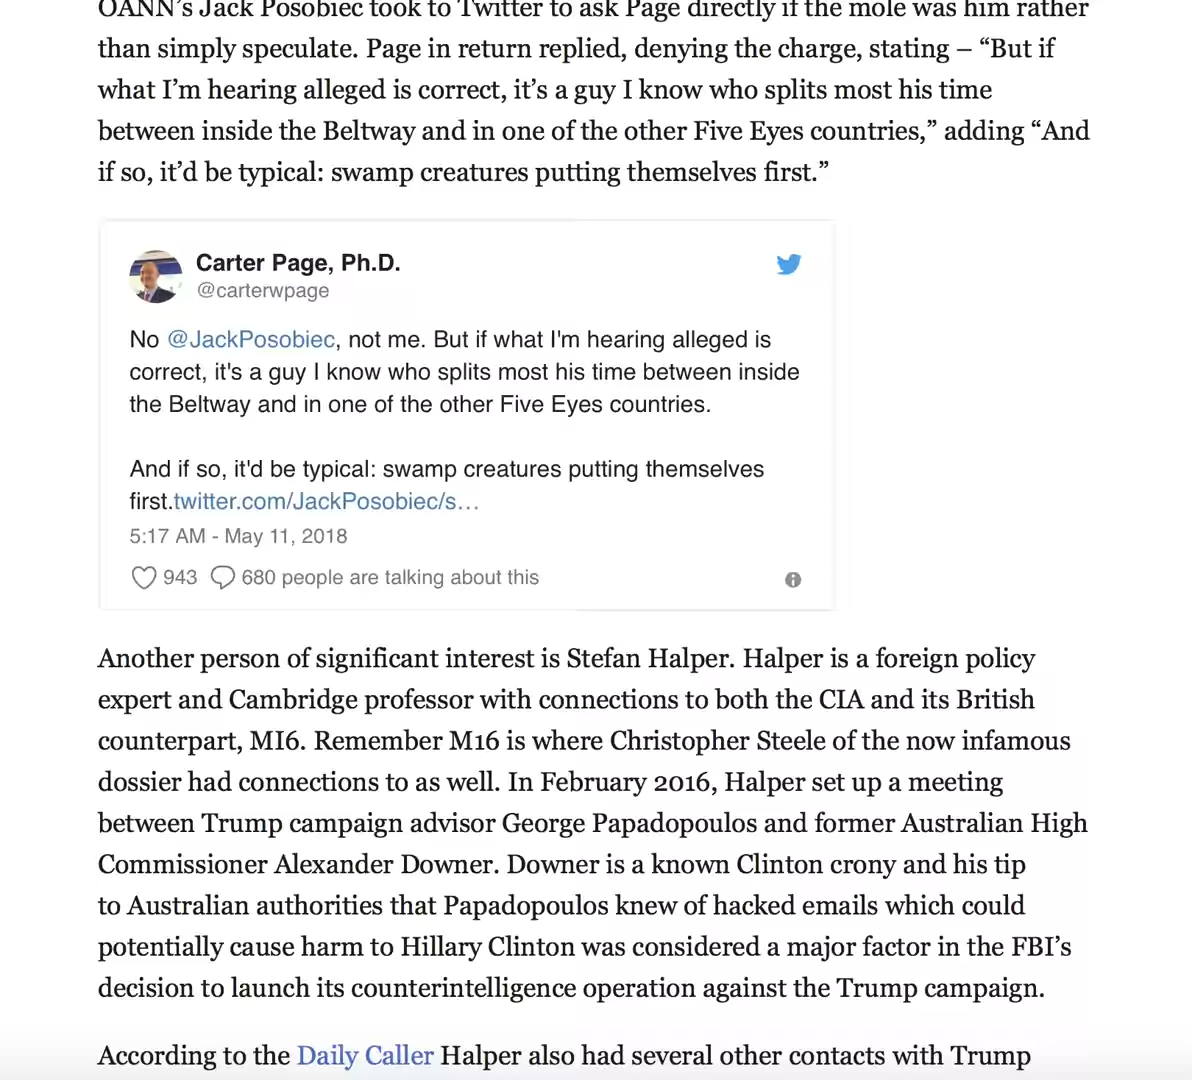 OANN’s Jack Posobiec took to Twitter to ask Page directly if the mole was him rather
than simply speculate. Page in return replied, denying the charge, stating – “But if
what I’m hearing alleged is correct, it’s a guy I know who splits most his time
between inside the Beltway and in one of the other Five Eyes countries,” adding “And
if so, it’d be typical: swamp creatures putting themselves first.”
Carter Page, Ph.D.
@carterwpage
No @JackPosobiec, not me. But if what I'm hearing alleged is
correct, it's a guy I know who splits most his time between inside
the Beltway and in one of the other Five Eyes countries.
And if so, it'd be typical: swamp creatures putting themselves
first.twitter.com/JackPosobiec/s…
5:17 AM - May 11, 2018
943 680 people are talking about this
Another person of significant interest is Stefan Halper. Halper is a foreign policy
expert and Cambridge professor with connections to both the CIA and its British
counterpart, MI6. Remember M16 is where Christopher Steele of the now infamous
dossier had connections to as well. In February 2016, Halper set up a meeting
between Trump campaign advisor George Papadopoulos and former Australian High
Commissioner Alexander Downer. Downer is a known Clinton crony and his tip
to Australian authorities that Papadopoulos knew of hacked emails which could
potentially cause harm to Hillary Clinton was considered a major factor in the FBI’s
decision to launch its counterintelligence operation against the Trump campaign.
According to the Daily Caller Halper also had several other contacts with Trump